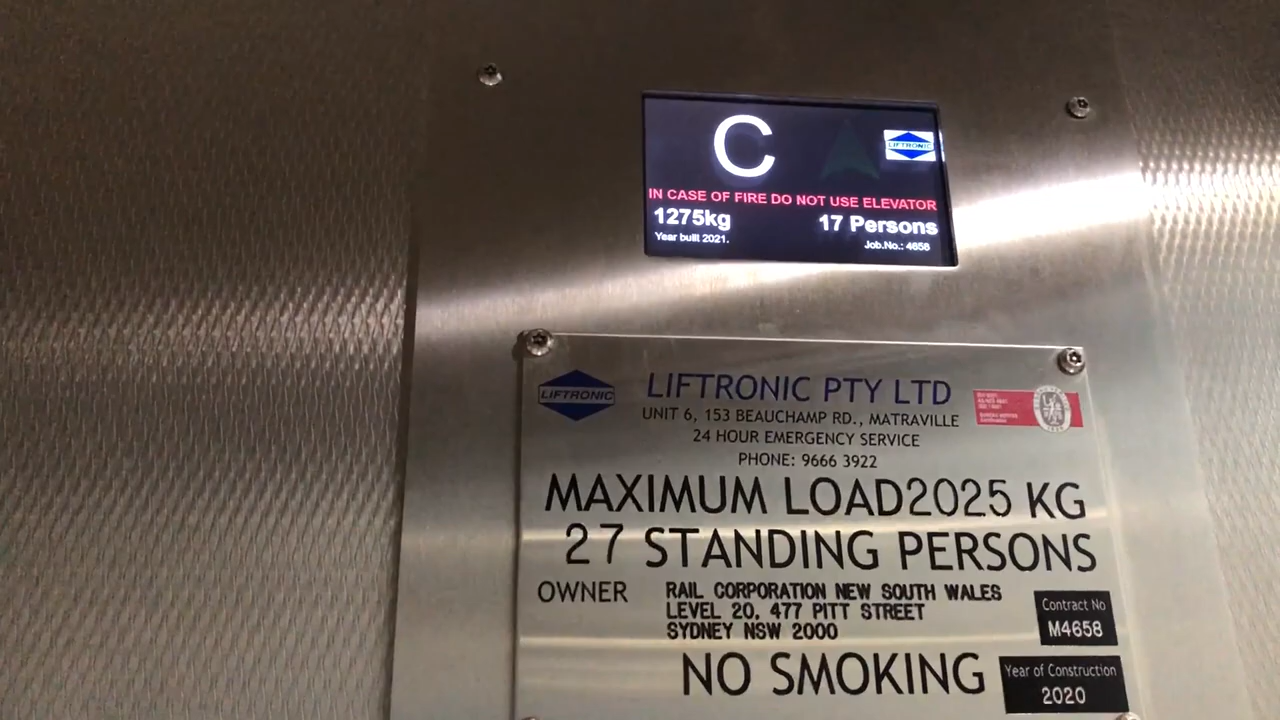 C
LIFTRONIC
IN CASE OF FIRE DO NOT USE ELEVATOR
1275kg 17 Persons
Year built 2021. Job.No.: 4658
LIFTRONIC
LIFTRONIC PTY LTD
UNIT 6, 153 BEAUCHAMP RD., MATRAVILLE
24 HOUR EMERGENCY SERVICE
PHONE: 9666 3922
MAXIMUM LOAD 2025 KG
27 STANDING PERSONS
OWNER RAIL CORPORATION NEW SOUTH WALES
LEVEL 20, 477 PITT STREET
SYDNEY NSW 2000
Contract No
M4658
NO SMOKING
Year of Construction
2020